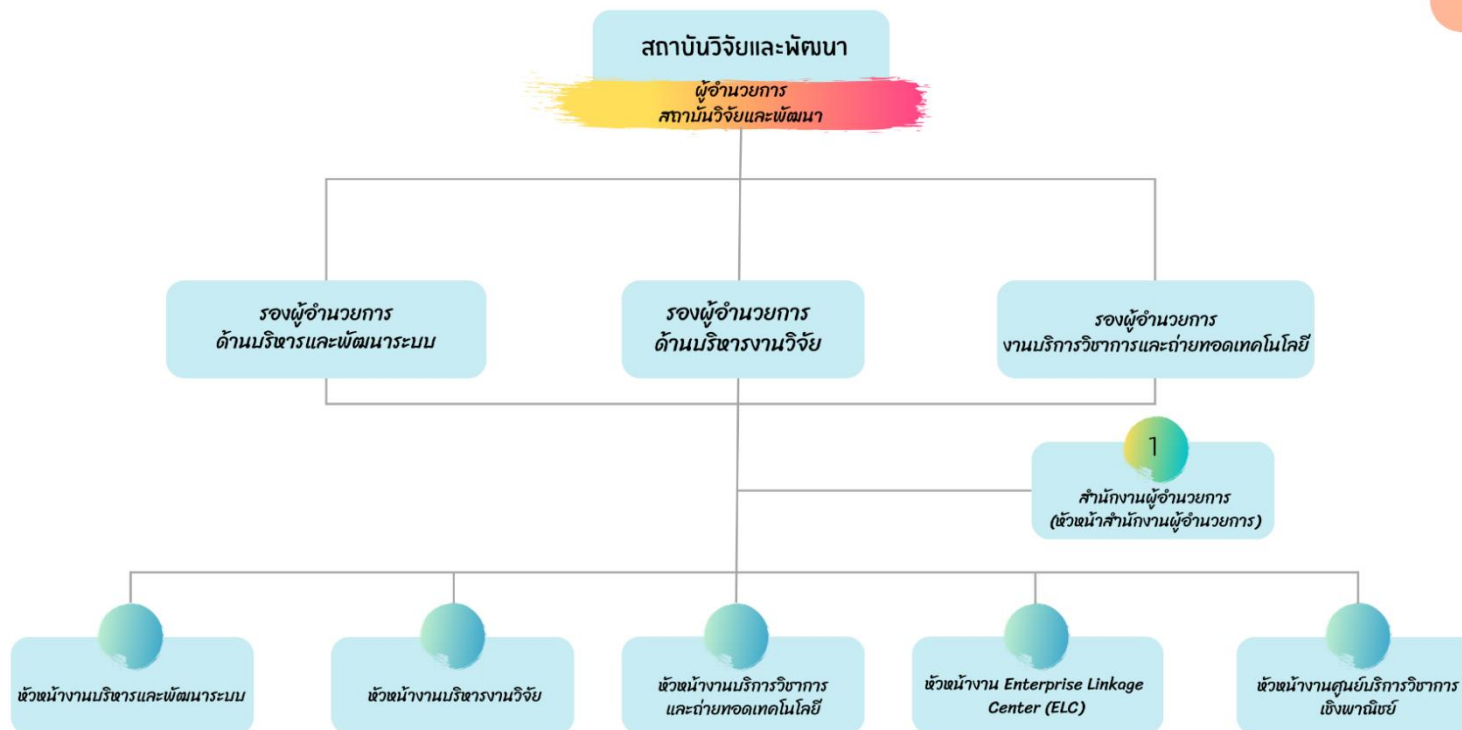 สถาบันวิจัยและพัฒนา
ผู้อำนวยการ
สถาบันวิจัยและพัฒนา
รองผู้อำนวยการ
ด้านบริหารและพัฒนาระบบ
รองผู้อำนวยการ
ด้านบริหารงานวิจัย
รองผู้อำนวยการ
งานบริการวิชาการและถ่ายทอดเทคโนโลยี
1
สำนักงานผู้อำนวยการ
(หัวหน้าสำนักงานผู้อำนวยการ)
หัวหน้างานบริหารและพัฒนาระบบ
หัวหน้างานบริหารงานวิจัย
หัวหน้างานบริการวิชาการ
และถ่ายทอดเทคโนโลยี
หัวหน้างาน Enterprise Linkage
Center (ELC)
หัวหน้างานศูนย์บริการวิชาการ
เชิงพาณิชย์